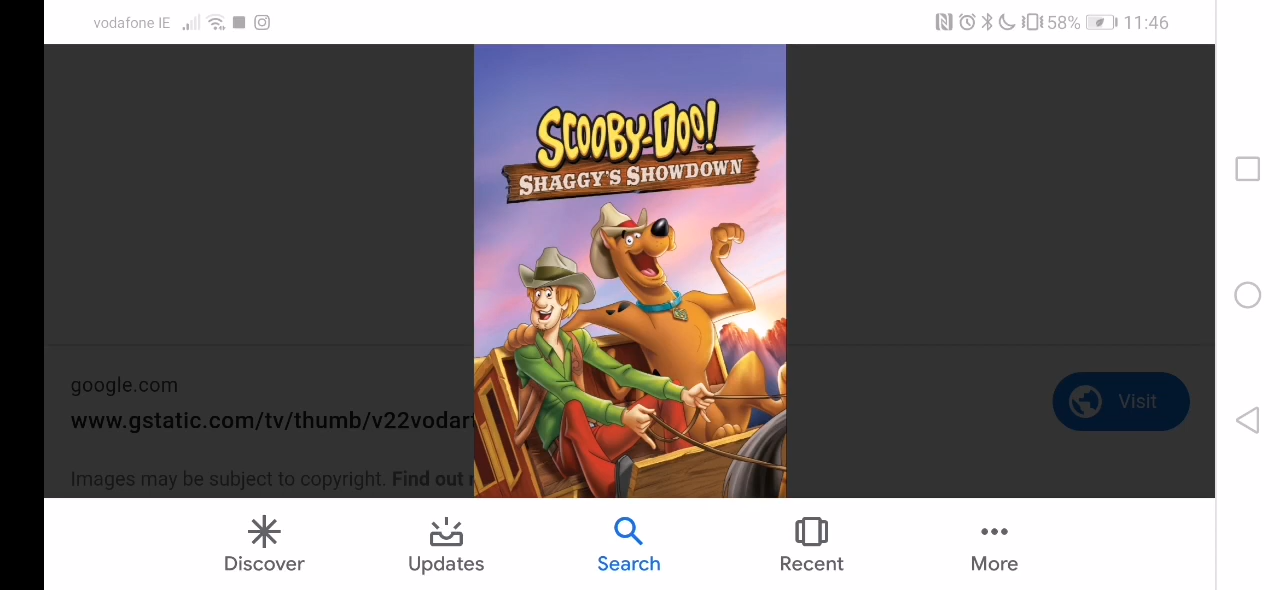 vodafone IE
58% 11:46
SCOOBY-DOO!
SHAGGY'S SHOWDOWN
google.com
www.gstatic.com/tv/thumb/v22vodar
Visit
Images may be subject to copyright. Find out
Discover Updates Search Recent More